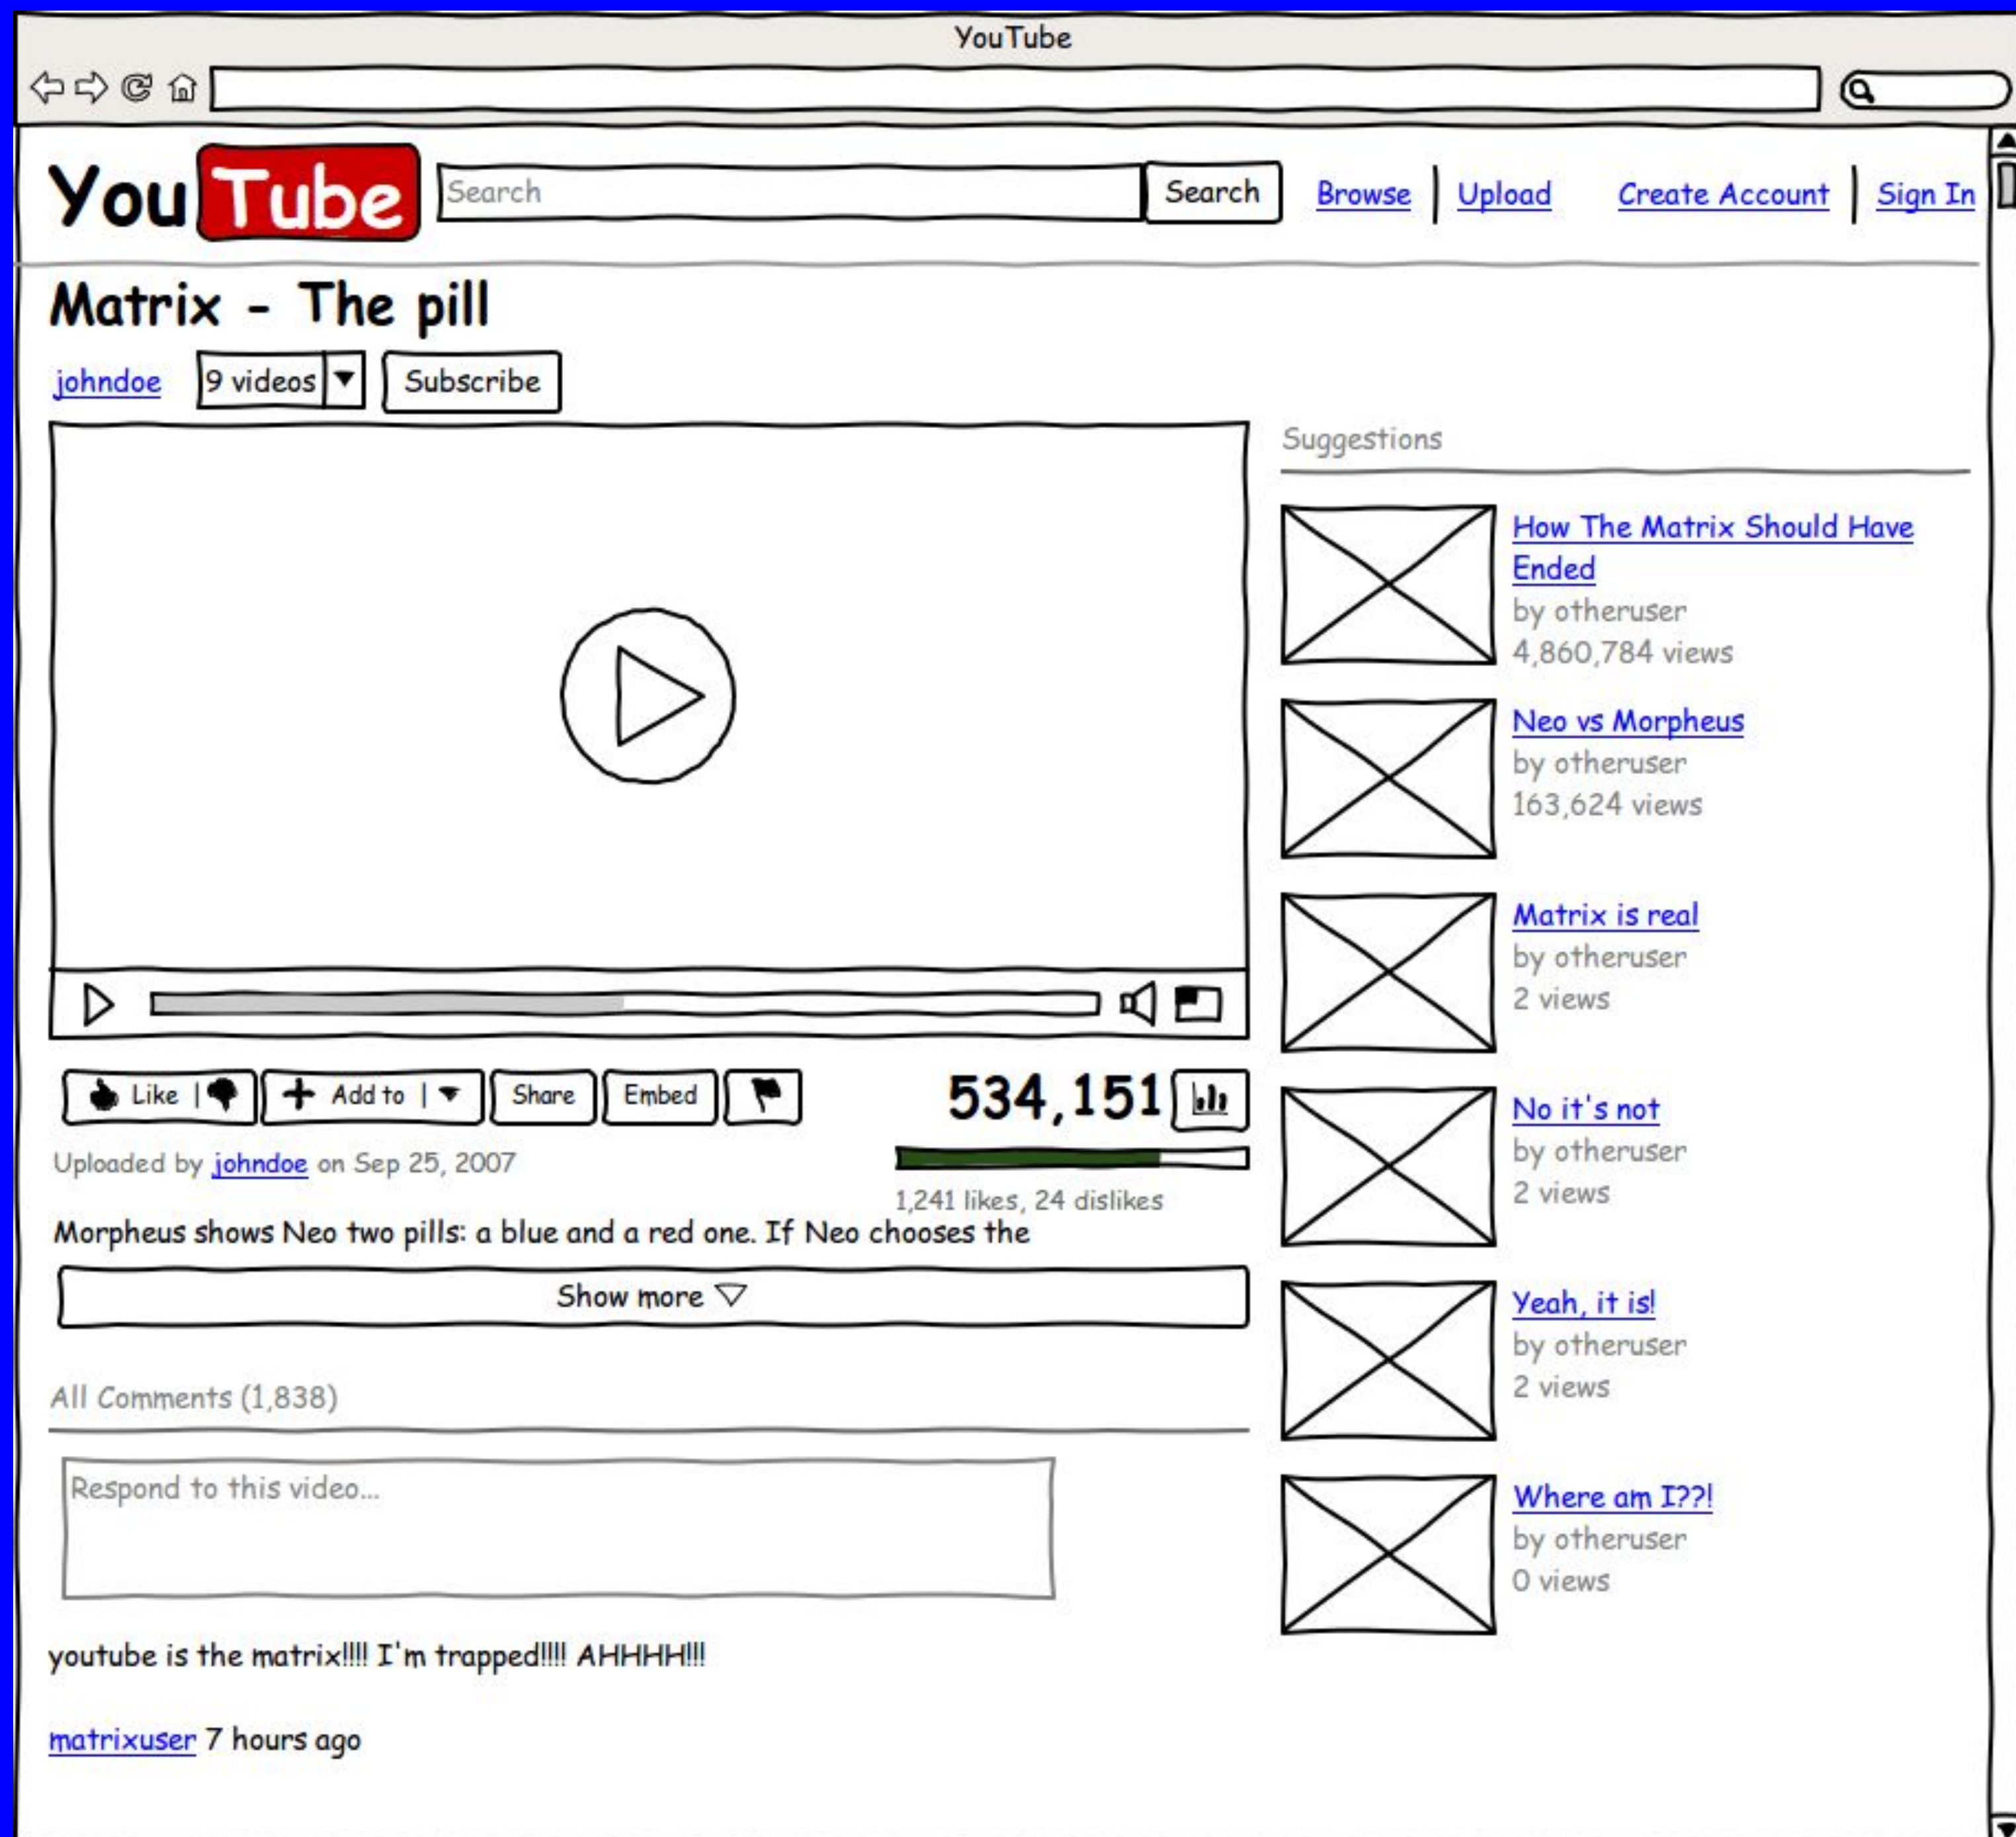 YouTube
YouTube
Search
Search
Browse
Upload
Create Account
Sign In
Matrix - The pill
johndoe
9 videos
Subscribe
Like |
Add to |
Share
Embed
534,151
Uploaded by johndoe on Sep 25, 2007
1,241 likes, 24 dislikes
Morpheus shows Neo two pills: a blue and a red one. If Neo chooses the
Show more
All Comments (1,838)
Respond to this video...
youtube is the matrix!!!! I'm trapped!!!! AHHHH!!!
matrixuser 7 hours ago
Suggestions
How The Matrix Should Have
Ended
by otheruser
4,860,784 views
Neo vs Morpheus
by otheruser
163,624 views
Matrix is real
by otheruser
2 views
No it's not
by otheruser
2 views
Yeah, it is!
by otheruser
2 views
Where am I??!
by otheruser
0 views